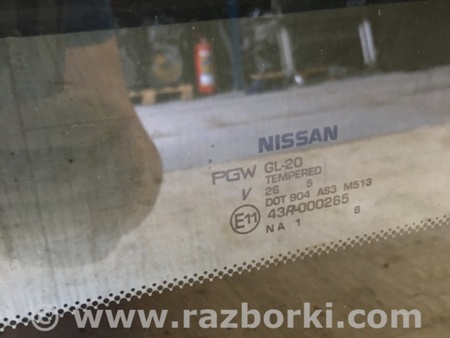 NISSAN
PGW GL-20
TEMPERED
V 26 5
DOT 904 AS3 M513
E11 43R-000265
NA 1 8
© www.razborki.com